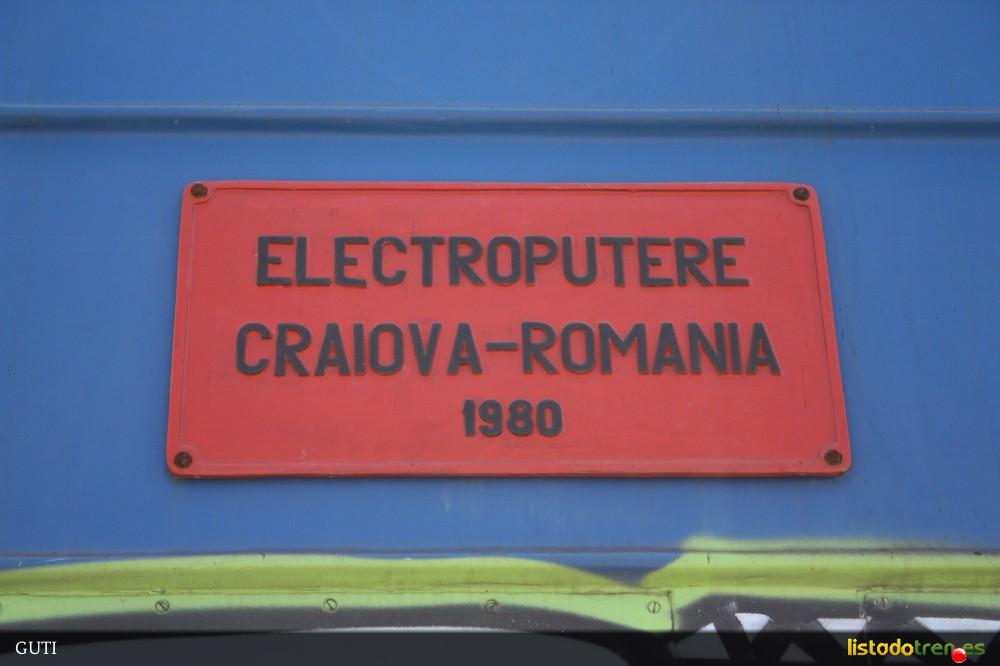 ELECTROPUTERE
CRAIOVA-ROMANIA
1980
GUTI
listadotren.es